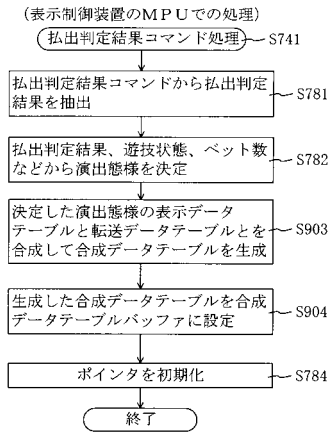 (表示制御装置のMPUでの処理)
払出判定結果コマンド処理
S741
払出判定結果コマンドから払出判定
結果を抽出
S781
払出判定結果、遊技状態、ベット数
などから演出態様を決定
S782
決定した演出態様の表示データ
テーブルと転送データテーブルとを
合成して合成データテーブルを生成
S903
生成した合成データテーブルを合成
データテーブルバッファに設定
S904
ポインタを初期化
S784
終了